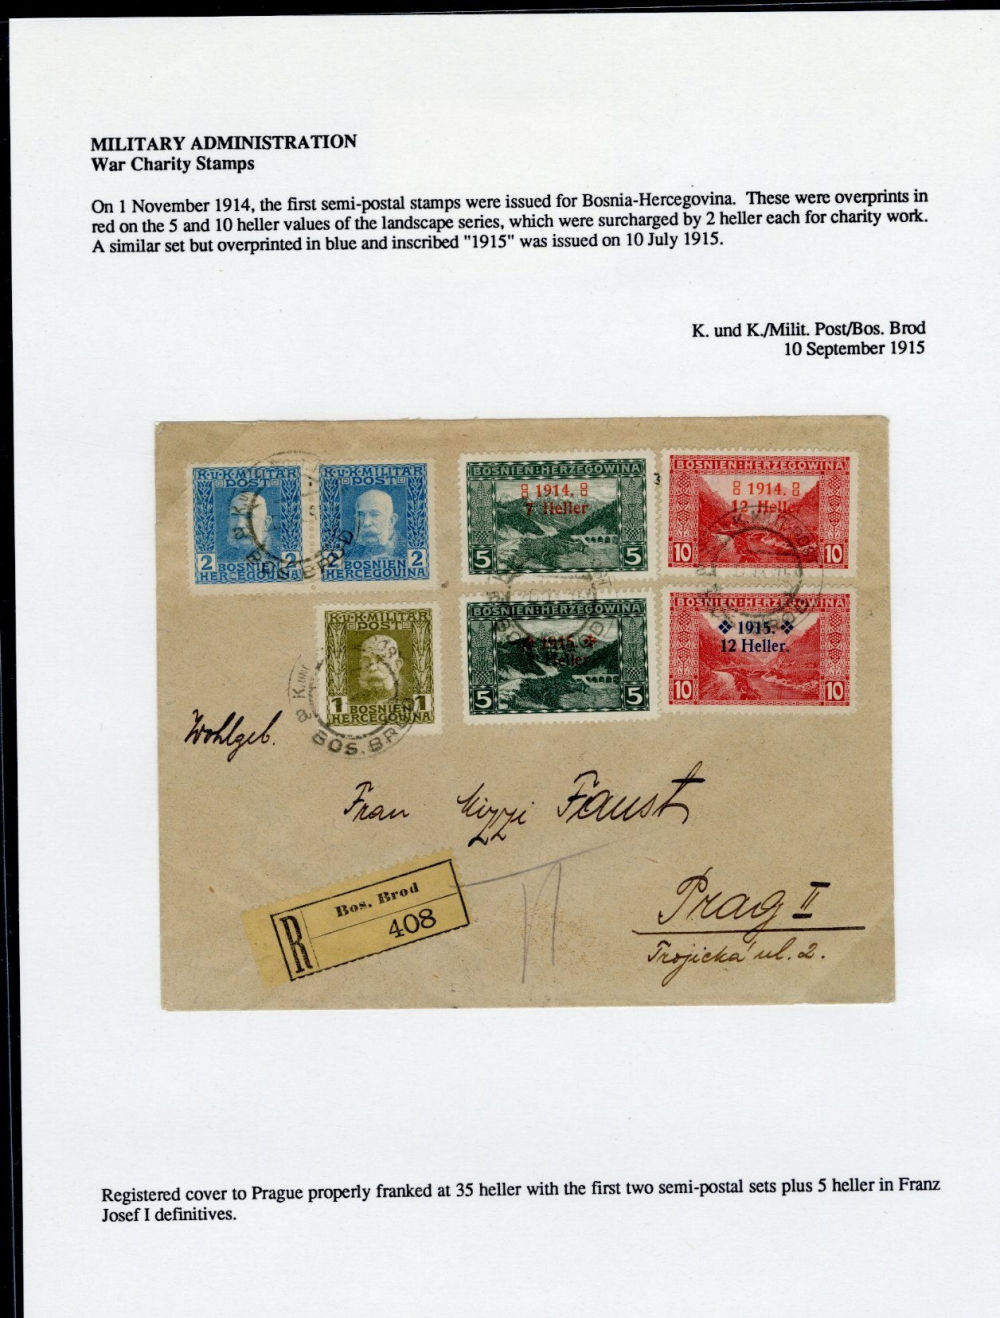 MILITARY ADMINISTRATION
War Charity Stamps
On 1 November 1914, the first semi-postal stamps were issued for Bosnia-Hercegovina. These were overprints in
red on the 5 and 10 heller values of the landscape series, which were surcharged by 2 heller each for charity work.
A similar set but overprinted in blue and inscribed "1915" was issued on 10 July 1915.
K. und K./Milit. Post/Bos. Brod
10 September 1915
K.u.K.MILITÄR
POST
2 2
BOSNIEN
HERCEGOVINA
K.u.K.MILITÄR
POST
2 2
BOSNIEN
HERCEGOVINA
BOSNIEN-HERZEGOWINA
1914.
7 Heller
5 5
BOSNIEN-HERZEGOWINA
1914.
12 Heller
10 10
K.u.K.MILITÄR
POST
1 1
BOSNIEN
HERCEGOVINA
BOS. BROD
BOSNIEN-HERZEGOWINA
1915.
Heller
5 5
BOSNIEN-HERZEGOWINA
1915.
12 Heller.
10 10
Wohlgeb.
Frau Mizzi Faust
Prag II
Trojická ul. 2.
R
Bos. Brod
408
Registered cover to Prague properly franked at 35 heller with the first two semi-postal sets plus 5 heller in Franz
Josef I definitives.